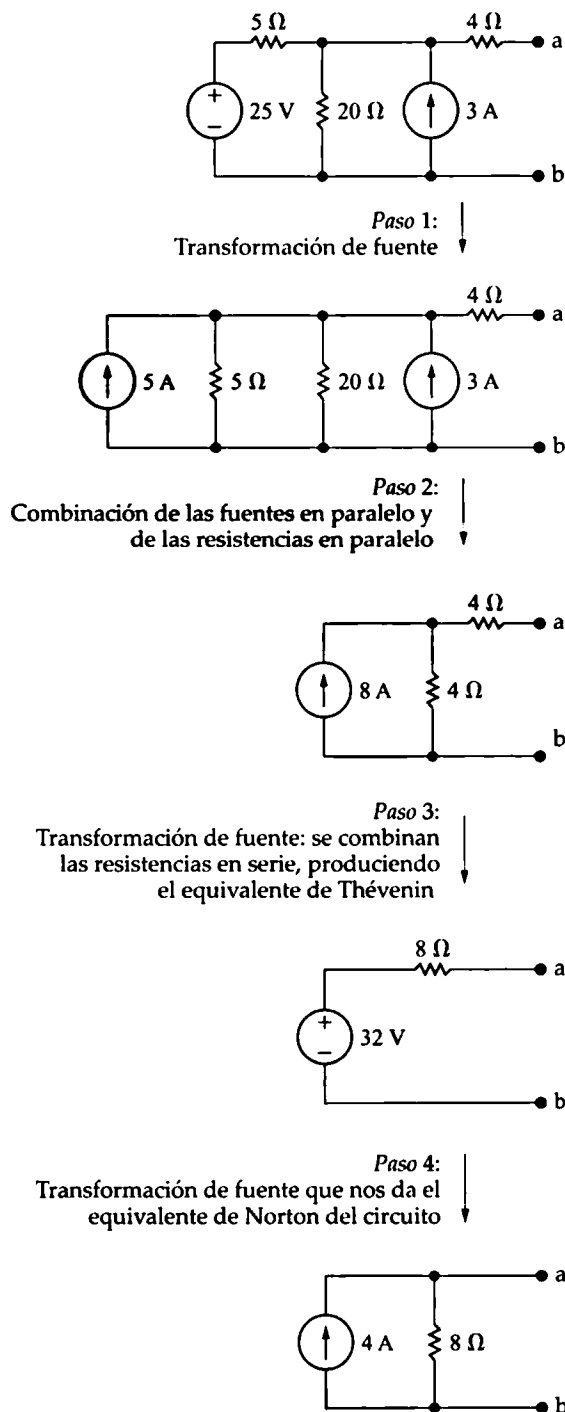 5 Ω 4 Ω
a
+
−
25 V 20 Ω 3 A
b
Paso 1:
Transformación de fuente
4 Ω
a
5 A 5 Ω 20 Ω 3 A
b
Paso 2:
Combinación de las fuentes en paralelo y
de las resistencias en paralelo
4 Ω
a
8 A 4 Ω
b
Paso 3:
Transformación de fuente: se combinan
las resistencias en serie, produciendo
el equivalente de Thévenin
8 Ω
a
+
−
32 V
b
Paso 4:
Transformación de fuente que nos da el
equivalente de Norton del circuito
a
4 A 8 Ω
b